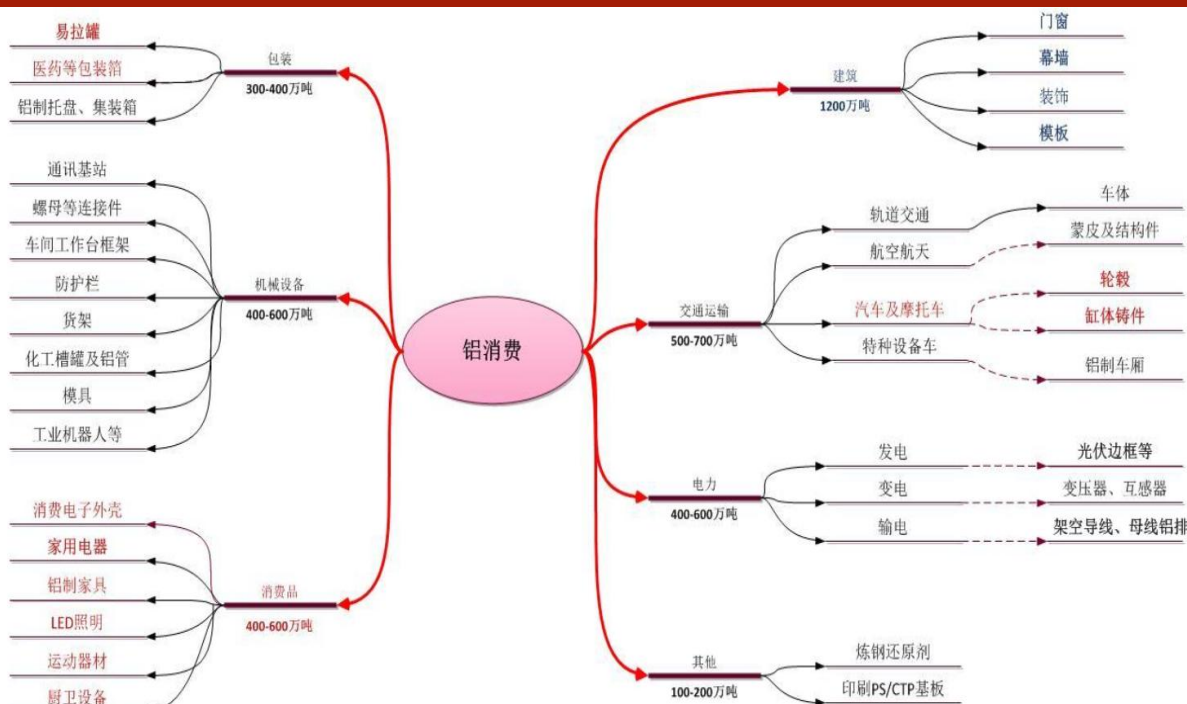 铝消费
包装
300-400万吨
易拉罐
医药等包装箔
铝制托盘、集装箱
机械设备
400-600万吨
通讯基站
螺母等连接件
车间工作台框架
防护栏
货架
化工槽罐及铝管
模具
工业机器人等
消费品
400-600万吨
消费电子外壳
家用电器
铝制家具
LED照明
运动器材
厨卫设备
建筑
1200万吨
门窗
幕墙
装饰
模板
交通运输
500-700万吨
轨道交通
车体
航空航天
蒙皮及结构件
汽车及摩托车
轮毂
缸体铸件
特种设备车
铝制车厢
电力
400-600万吨
发电
光伏边框等
变电
变压器、互感器
输电
架空导线、母线铝排
其他
100-200万吨
炼钢还原剂
印刷PS/CTP基板